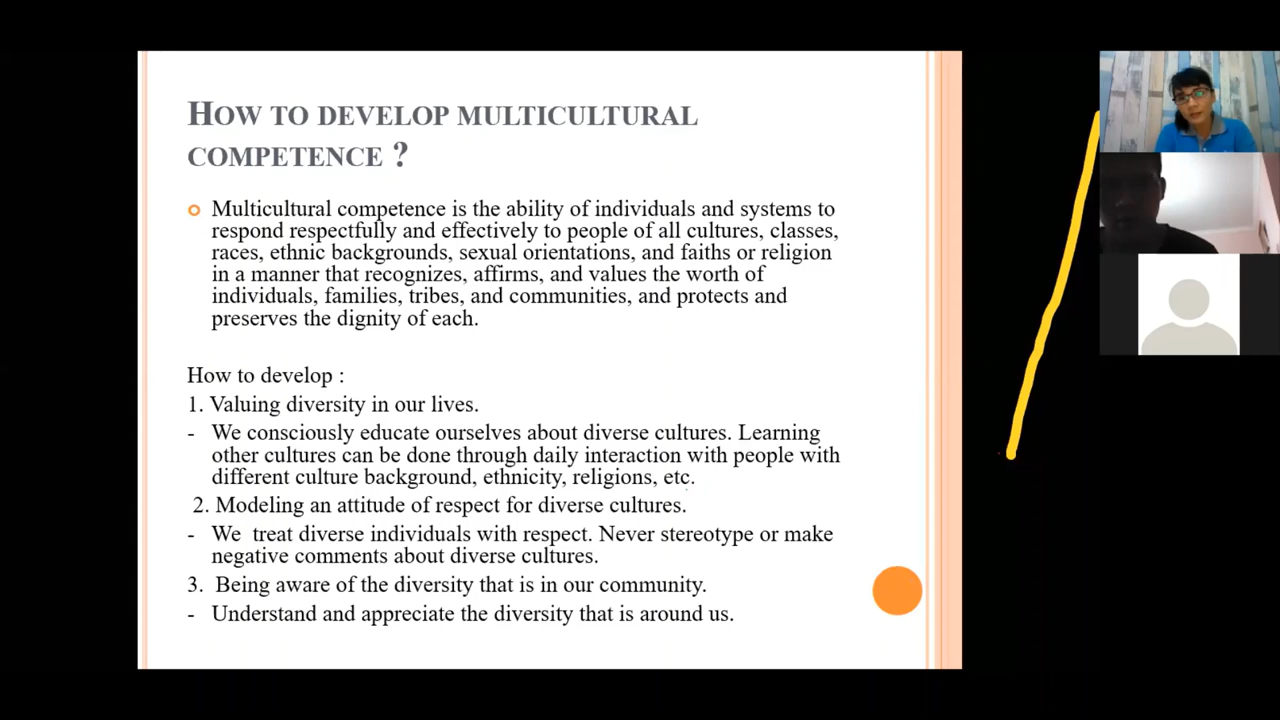 HOW TO DEVELOP MULTICULTURAL
COMPETENCE ?
Multicultural competence is the ability of individuals and systems to
respond respectfully and effectively to people of all cultures, classes,
races, ethnic backgrounds, sexual orientations, and faiths or religion
in a manner that recognizes, affirms, and values the worth of
individuals, families, tribes, and communities, and protects and
preserves the dignity of each.
How to develop :
1. Valuing diversity in our lives.
- We consciously educate ourselves about diverse cultures. Learning
other cultures can be done through daily interaction with people with
different culture background, ethnicity, religions, etc.
2. Modeling an attitude of respect for diverse cultures.
- We treat diverse individuals with respect. Never stereotype or make
negative comments about diverse cultures.
3. Being aware of the diversity that is in our community.
- Understand and appreciate the diversity that is around us.